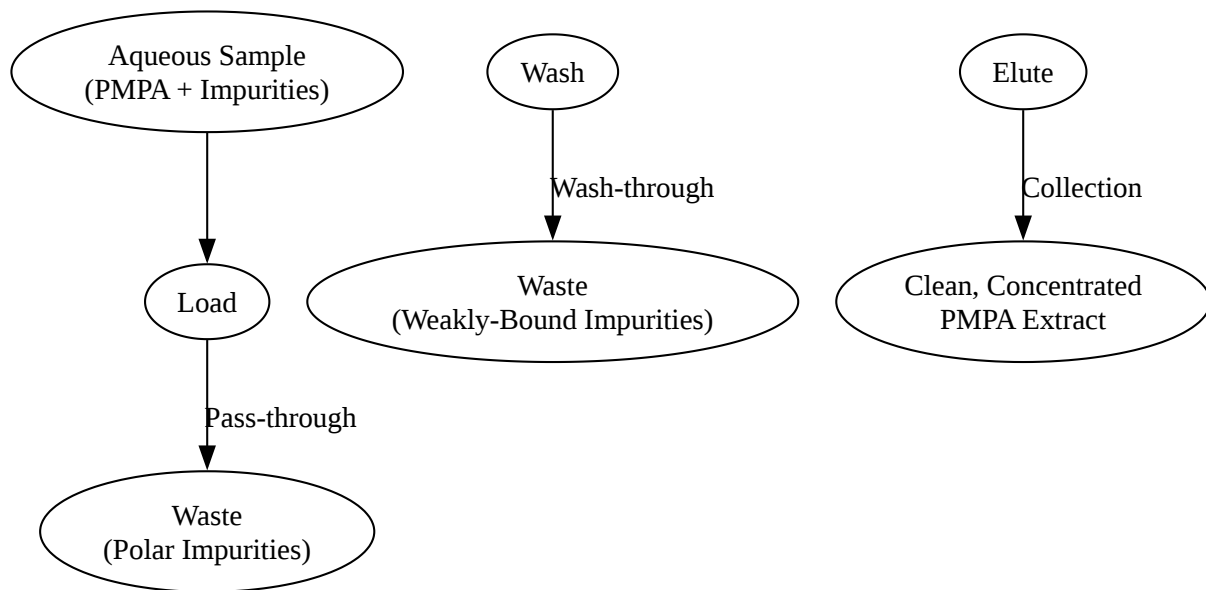 Aqueous Sample
(PMPA + Impurities)
Load
Pass-through
Waste
(Polar Impurities)
Wash
Wash-through
Waste
(Weakly-Bound Impurities)
Elute
Collection
Clean, Concentrated
PMPA Extract